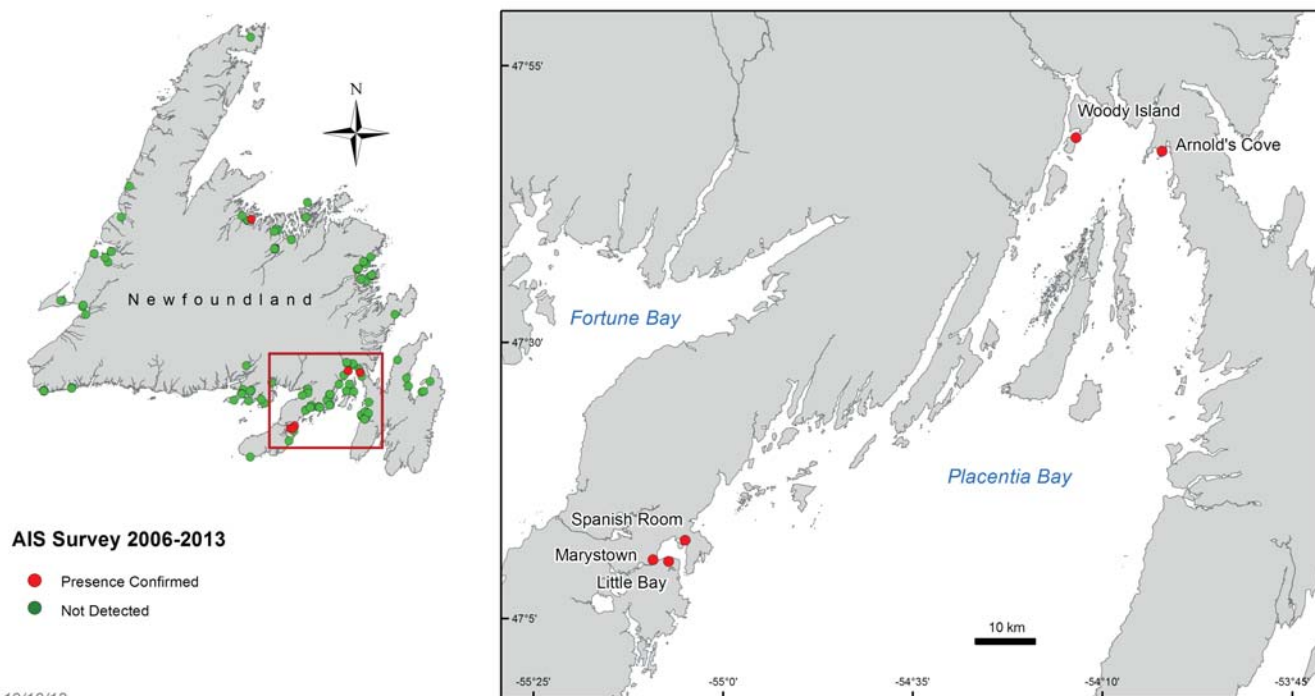 N
Newfoundland
AIS Survey 2006-2013
Presence Confirmed
Not Detected
47°55'
47°30'
47°5'
Woody Island
Arnold's Cove
Fortune Bay
Placentia Bay
Spanish Room
Marystown
Little Bay
10 km
-55°25'
-55°0'
-54°35'
-54°10'
-53°45'